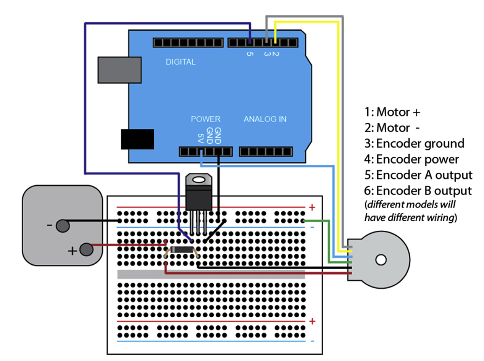 5
3
2
DIGITAL
POWER
ANALOG IN
5V
GND
GND
1: Motor +
2: Motor -
3: Encoder ground
4: Encoder power
5: Encoder A output
6: Encoder B output
(different models will
have different wiring)
+
-
-
+
+
-